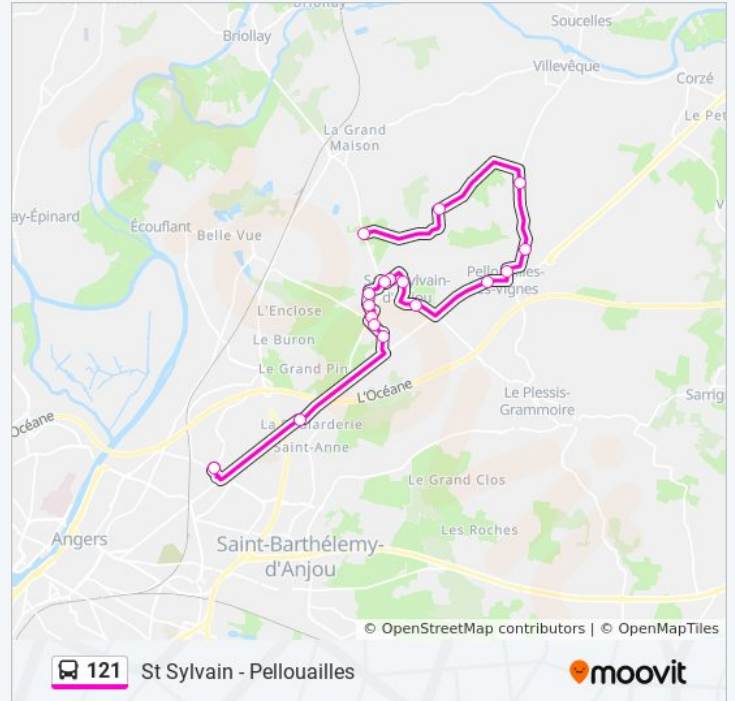 Briollay
Soucelles
Briollay
Villevêque
Corzé
Le Pet
La Grand
Maison
ay-Épinard
Écouflant
Belle Vue
L'Enclose
Le Buron
Le Grand Pin
L'Océane
Océane
Le Plessis-
Grammoire
Sarrig
Saint-Anne
Le Grand Clos
Les Roches
Angers
Saint-Barthélemy-
d'Anjou
© OpenStreetMap contributors | © OpenMapTiles
121 St Sylvain - Pellouailles
moovit